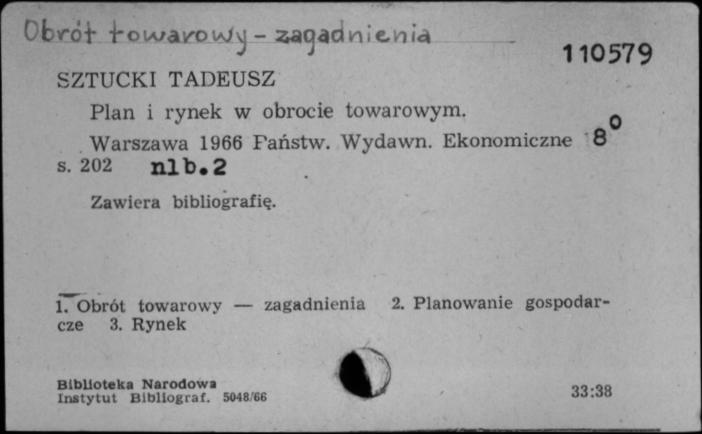 Obrót towarowy - zagadnienia
110579
SZTUCKI TADEUSZ
Plan i rynek w obrocie towarowym.
Warszawa 1966 Państw. Wydawn. Ekonomiczne 8⁰
s. 202 nlb.2
Zawiera bibliografię.
1. Obrót towarowy — zagadnienia 2. Planowanie gospodar-
cze 3. Rynek
Biblioteka Narodowa
Instytut Bibliograf. 5048/66
33:38